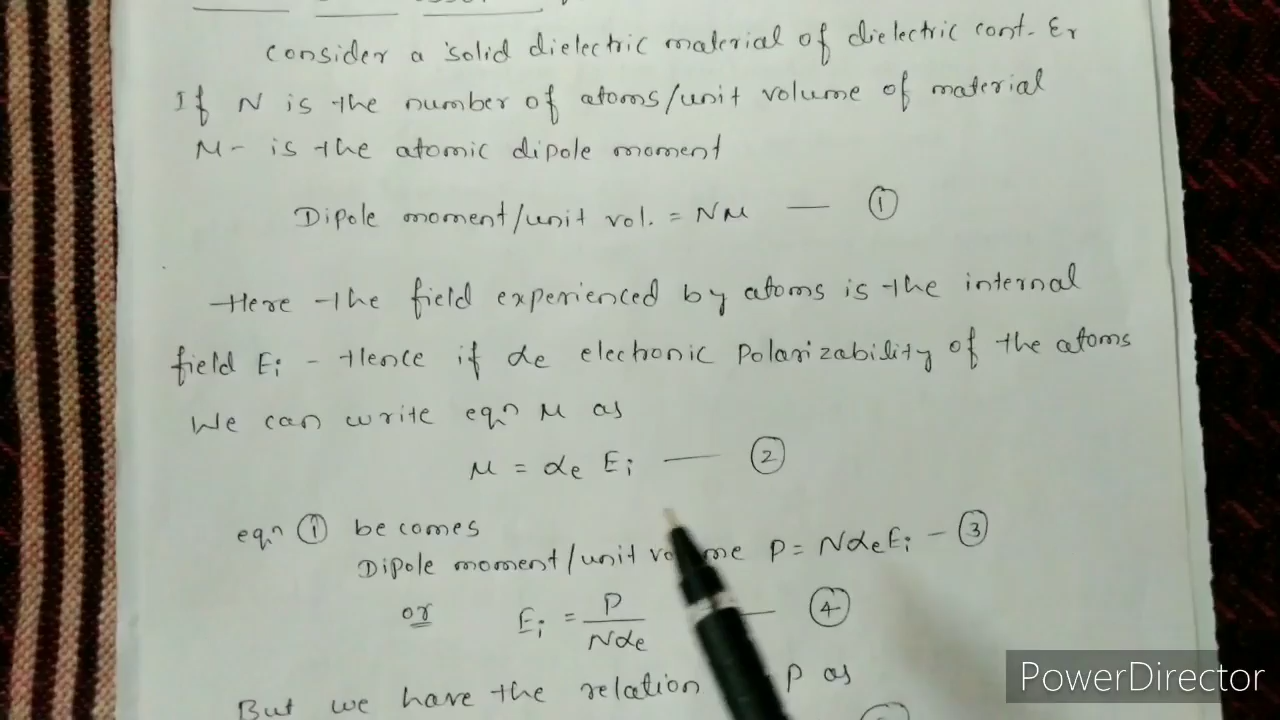 Consider a solid dielectric material of dielectric cont. εr
If N is the number of atoms/unit volume of material
μ - is the atomic dipole moment
Dipole moment/unit vol. = Nμ — ①
Here the field experienced by atoms is the internal
field Ei - Hence if αe electronic Polarizability of the atoms
We can write eqn μ as
μ = αe Ei — ②
eqn ① becomes
Dipole moment/unit volume P = NαeEi - ③
or Ei = P/Nαe — ④
But we have the relation P as
PowerDirector